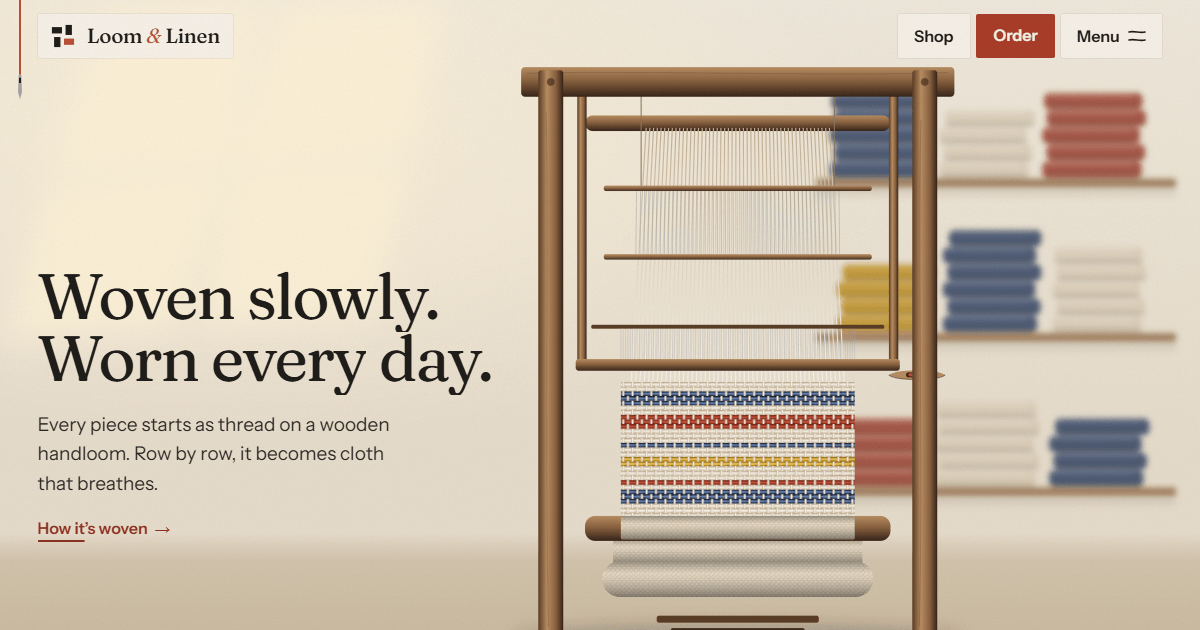 Loom & Linen
Shop
Order
Menu
Woven slowly.
Worn every day.
Every piece starts as thread on a wooden
handloom. Row by row, it becomes cloth
that breathes.
How it's woven →